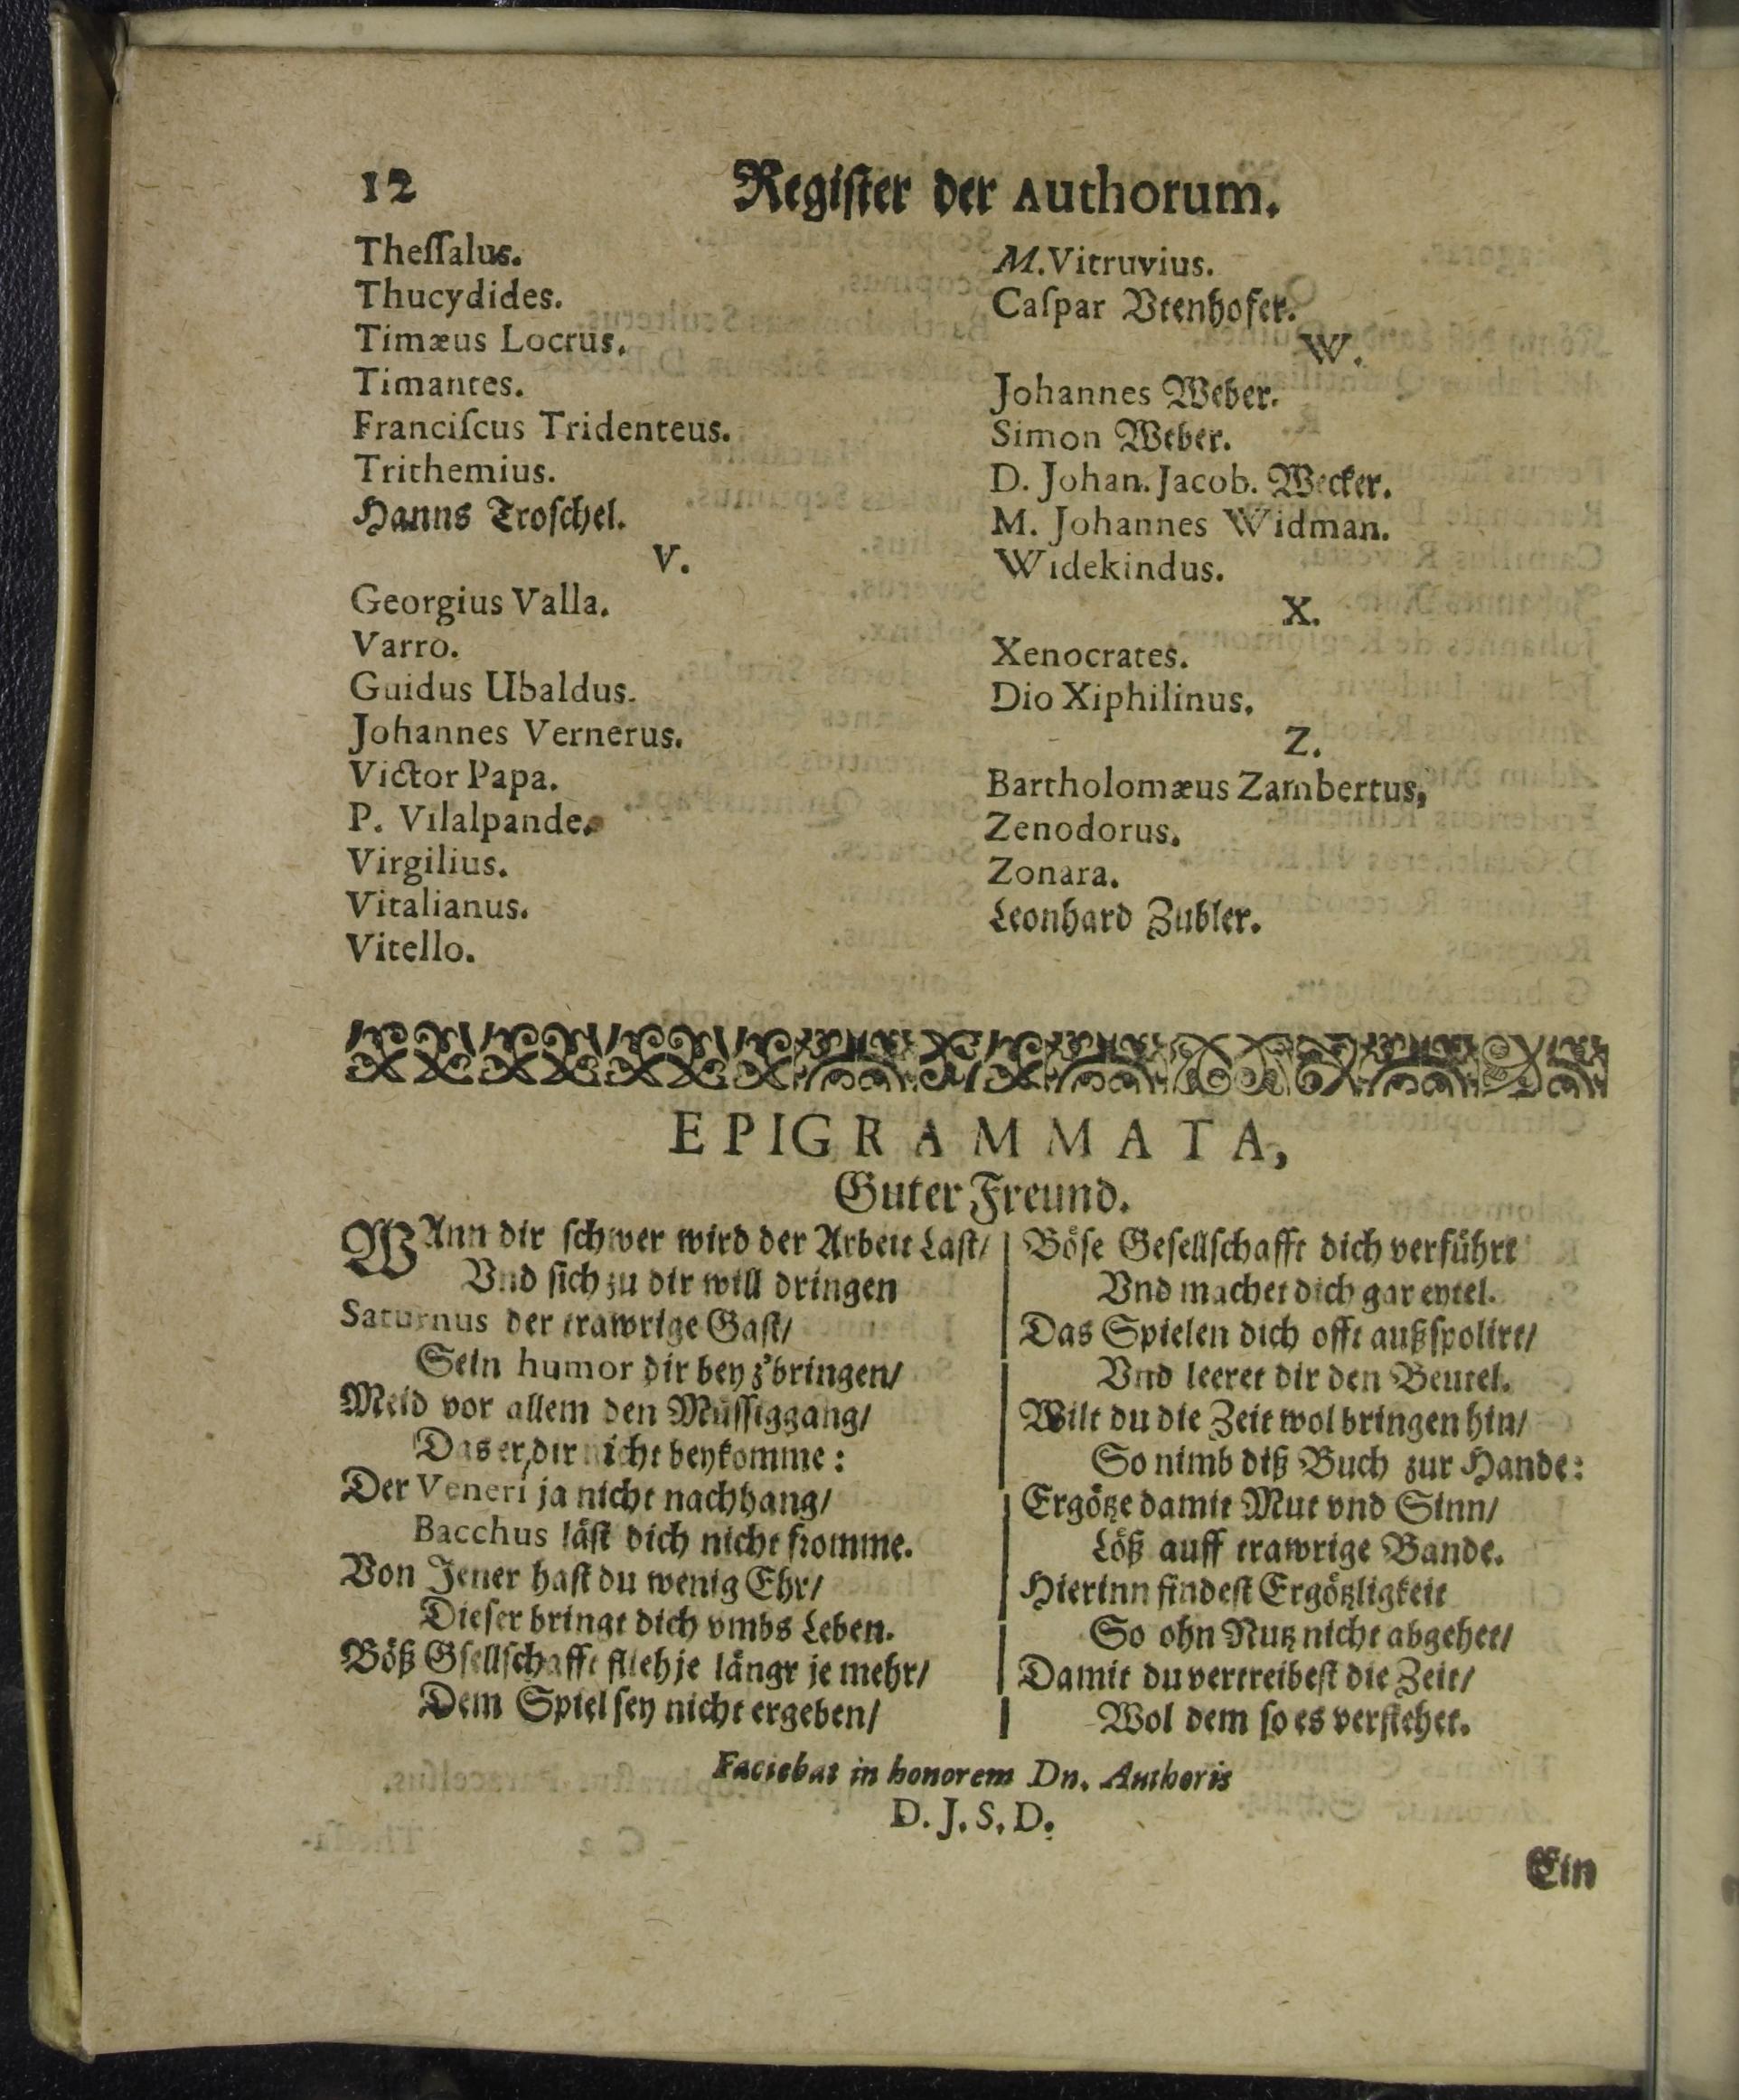 12 Regiſter der Authorum.
Theſſalus.
Thucydides.
Timæus Locrus.
Timantes.
Franciſcus Tridenteus.
Trithemius.
Hanns Troſchel.
V.
Georgius Valla.
Varro.
Guidus Ubaldus.
Johannes Vernerus.
Victor Papa.
P. Vilalpande.
Virgilius.
Vitalianus.
Vitello.
M. Vitruvius.
Caſpar Vtenhofer.
W.
Johannes Weber.
Simon Weber.
D. Johan. Jacob. Wecker.
M. Johannes Widman.
Widekindus.
X.
Xenocrates.
Dio Xiphilinus.
Z.
Bartholomæus Zambertus,
Zenodorus.
Zonara.
Leonhard Zubler.
EPIGRAMMATA,
Guter Freund.
WAnn dir ſchwer wird der Arbeit Laſt/
Vnd ſich zu dir will dringen
Saturnus der trawrige Gaſt/
Sein humor dir bey z'bringen/
Meid vor allem den Müſſiggang/
Das er dir nicht beykomme:
Der Veneri ja nicht nachhang/
Bacchus läſt dich nicht fromme.
Von Jener haſt du wenig Ehr/
Dieſer bringt dich vmbs Leben.
Böß Gſellſchafft flieh je längr je mehr/
Dem Spiel ſey nicht ergeben/
Böſe Geſellſchafft dich verführt
Vnd machet dich gar eytel.
Das Spielen dich offt außſpolirt/
Vnd leeret dir den Beutel.
Wilt du die Zeit wol bringen hin/
So nimb diß Buch zur Hande:
Ergötze damit Mut vnd Sinn/
Löß auff trawrige Bande.
Hierinn findeſt Ergötzligkeit
So ohn Nutz nicht abgehet/
Damit du vertreibeſt die Zeit/
Wol dem ſo es verſtehet.
Faciebat in honorem Dn. Authoris
D. J. S. D.
Ein